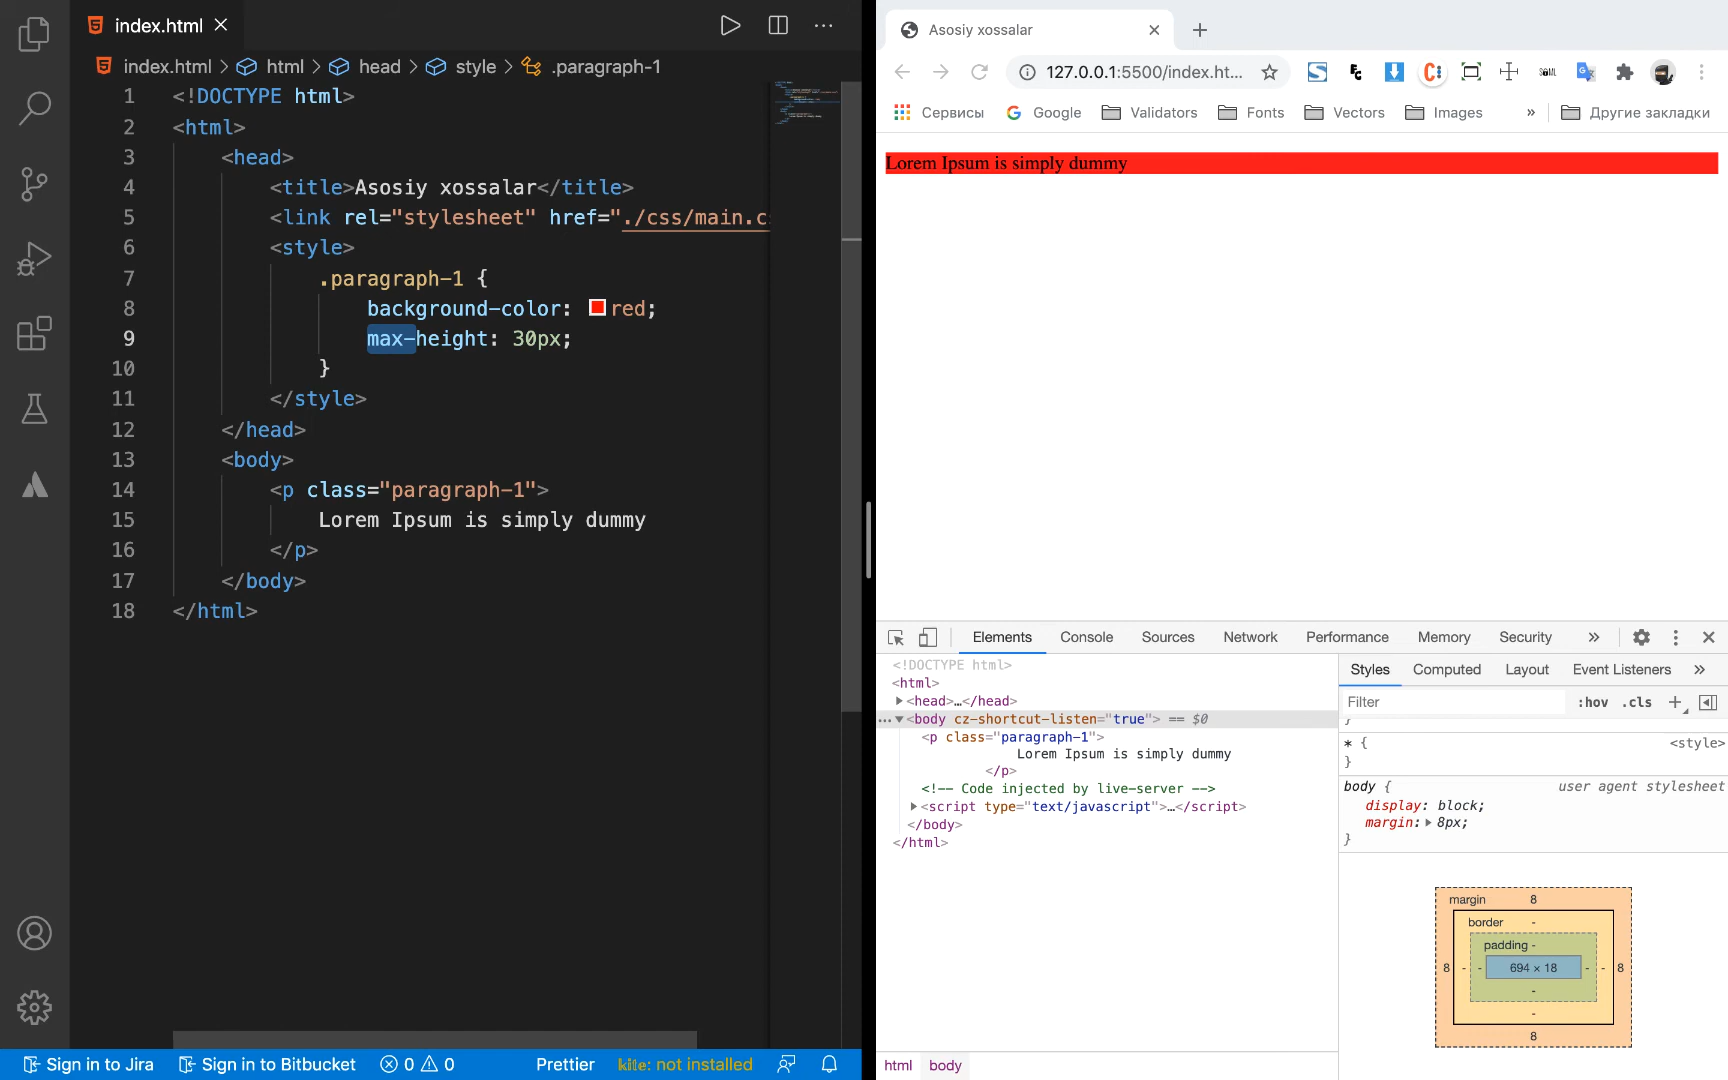 index.html
index.html > html > head > style > .paragraph-1
1 <!DOCTYPE html>
2 <html>
3 <head>
4 <title>Asosiy xossalar</title>
5 <link rel="stylesheet" href="./css/main.c
6 <style>
7 .paragraph-1 {
8 background-color: red;
9 max-height: 30px;
10 }
11 </style>
12 </head>
13 <body>
14 <p class="paragraph-1">
15 Lorem Ipsum is simply dummy
16 </p>
17 </body>
18 </html>
Sign in to Jira Sign in to Bitbucket 0 0 Prettier kite: not installed
Asosiy xossalar
127.0.0.1:5500/index.ht...
Сервисы Google Validators Fonts Vectors Images » Другие закладки
Lorem Ipsum is simply dummy
Elements Console Sources Network Performance Memory Security »
<!DOCTYPE html>
<html>
<head>…</head>
<body cz-shortcut-listen="true"> == $0
<p class="paragraph-1">
Lorem Ipsum is simply dummy
</p>
<!-- Code injected by live-server -->
<script type="text/javascript">…</script>
</body>
</html>
html body
Styles Computed Layout Event Listeners »
Filter :hov .cls +
}
* { <style>
}
body { user agent stylesheet
display: block;
margin: 8px;
}
margin 8
border -
padding -
8 - - 694 × 18 - - 8
-
-
8